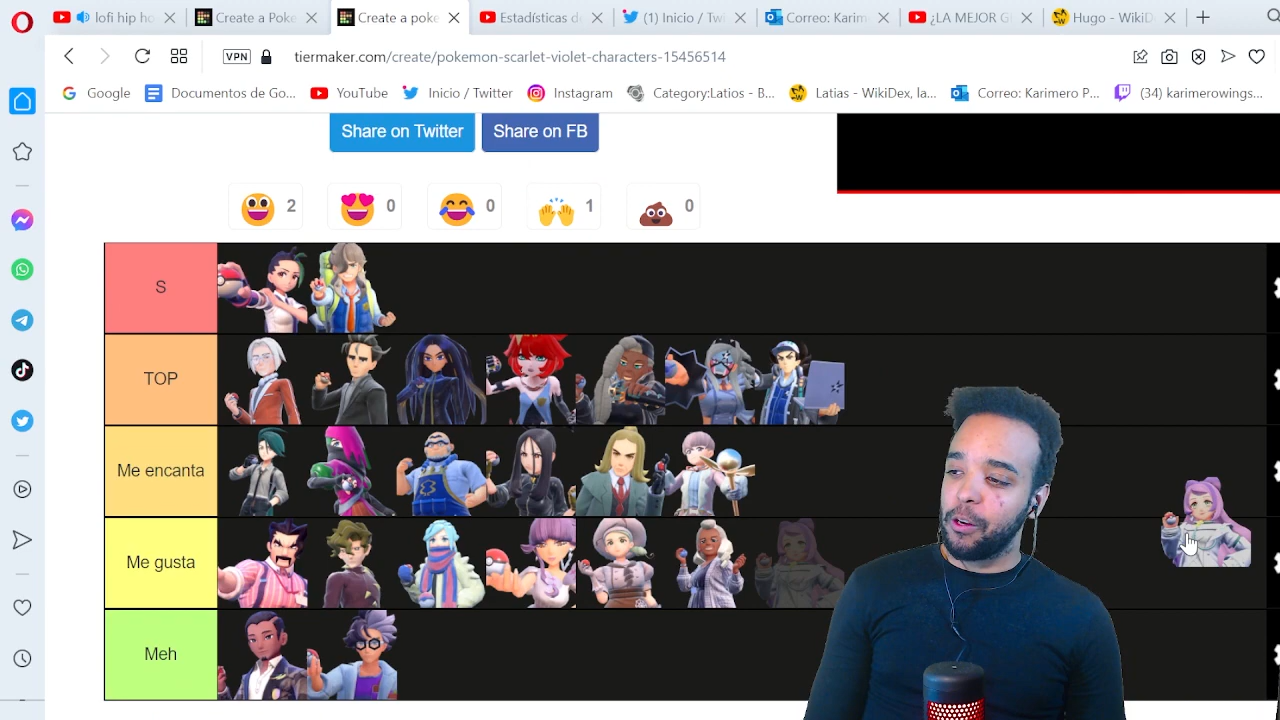 lofi hip ho
Create a Poke
Create a poke
Estadísticas de
(1) Inicio / Twi
Correo: Karim
¿LA MEJOR G
Hugo - WikiD
VPN
tiermaker.com/create/pokemon-scarlet-violet-characters-15456514
Google
Documentos de Go...
YouTube
Inicio / Twitter
Instagram
Category:Latios - B...
Latias - WikiDex, la...
Correo: Karimero P...
(34) karimerowings...
Share on Twitter
Share on FB
2
0
0
1
0
S
TOP
Me encanta
Me gusta
Meh